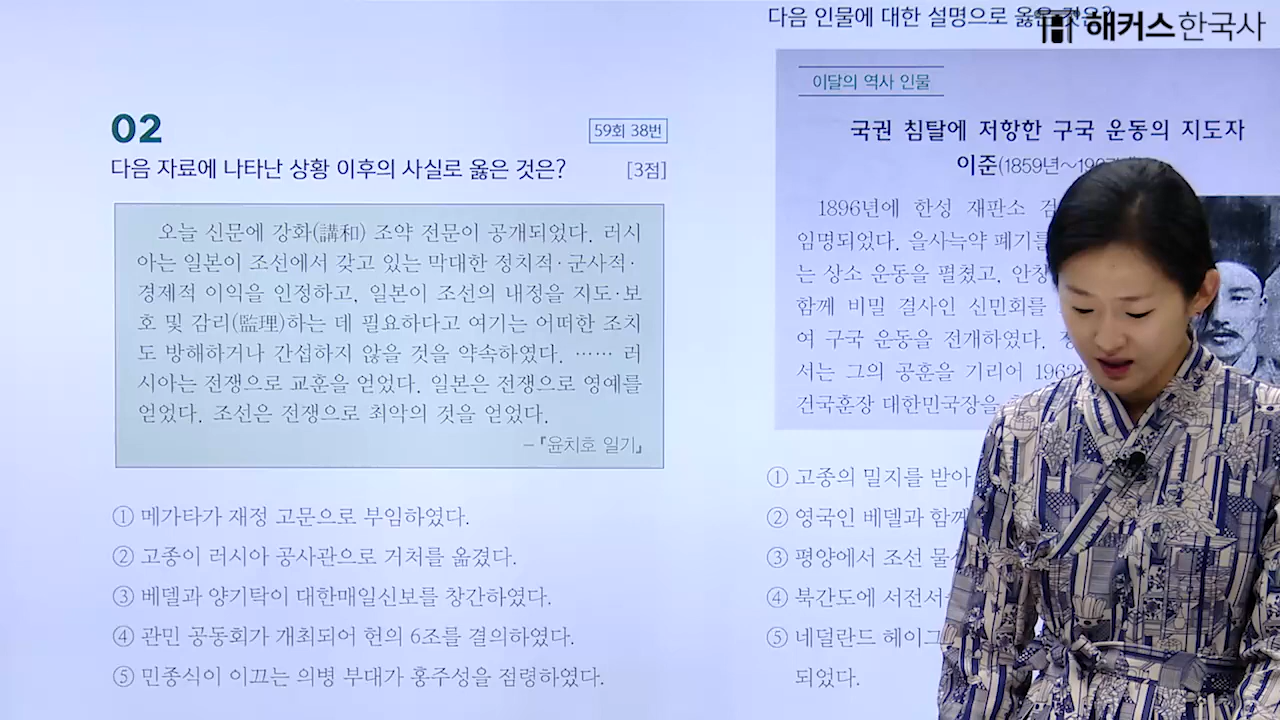 해커스한국사
02
59회 38번
다음 자료에 나타난 상황 이후의 사실로 옳은 것은?
[3점]
오늘 신문에 강화(講和) 조약 전문이 공개되었다. 러시
아는 일본이 조선에서 갖고 있는 막대한 정치적·군사적·
경제적 이익을 인정하고, 일본이 조선의 내정을 지도·보
호 및 감리(監理)하는 데 필요하다고 여기는 어떠한 조치
도 방해하거나 간섭하지 않을 것을 약속하였다. …… 러
시아는 전쟁으로 교훈을 얻었다. 일본은 전쟁으로 영예를
얻었다. 조선은 전쟁으로 최악의 것을 얻었다.
-『윤치호 일기』
① 메가타가 재정 고문으로 부임하였다.
② 고종이 러시아 공사관으로 거처를 옮겼다.
③ 베델과 양기탁이 대한매일신보를 창간하였다.
④ 관민 공동회가 개최되어 헌의 6조를 결의하였다.
⑤ 민종식이 이끄는 의병 부대가 홍주성을 점령하였다.
다음 인물에 대한 설명으로 옳은 것은?
이달의 역사 인물
국권 침탈에 저항한 구국 운동의 지도자
이준(1859년~190
1896년에 한성 재판소 검
임명되었다. 을사늑약 폐기를
는 상소 운동을 펼쳤고, 안창
함께 비밀 결사인 신민회를
여 구국 운동을 전개하였다.
서는 그의 공훈을 기리어 1962
건국훈장 대한민국장을
① 고종의 밀지를 받아
② 영국인 베델과 함께
③ 평양에서 조선 물산
④ 북간도에 서전서
⑤ 네덜란드 헤이그
되었다.